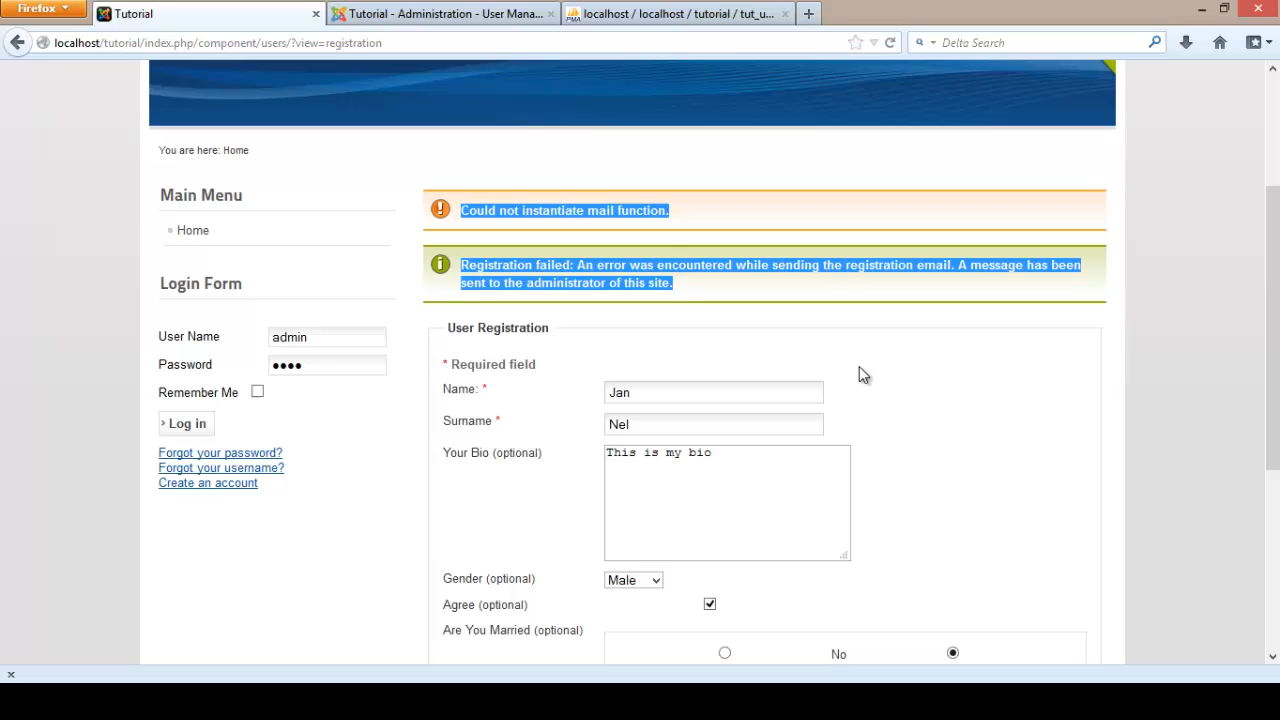 Firefox
Tutorial
Tutorial - Administration - User Mana...
localhost / localhost / tutorial / tut_u...
localhost/tutorial/index.php/component/users/?view=registration
Delta Search
You are here: Home
Main Menu
Home
Login Form
User Name
admin
Password
Remember Me
Log in
Forgot your password?
Forgot your username?
Create an account
Could not instantiate mail function.
Registration failed: An error was encountered while sending the registration email. A message has been
sent to the administrator of this site.
User Registration
* Required field
Name: *
Jan
Surname *
Nel
Your Bio (optional)
This is my bio
Gender (optional)
Male
Agree (optional)
Are You Married (optional)
No